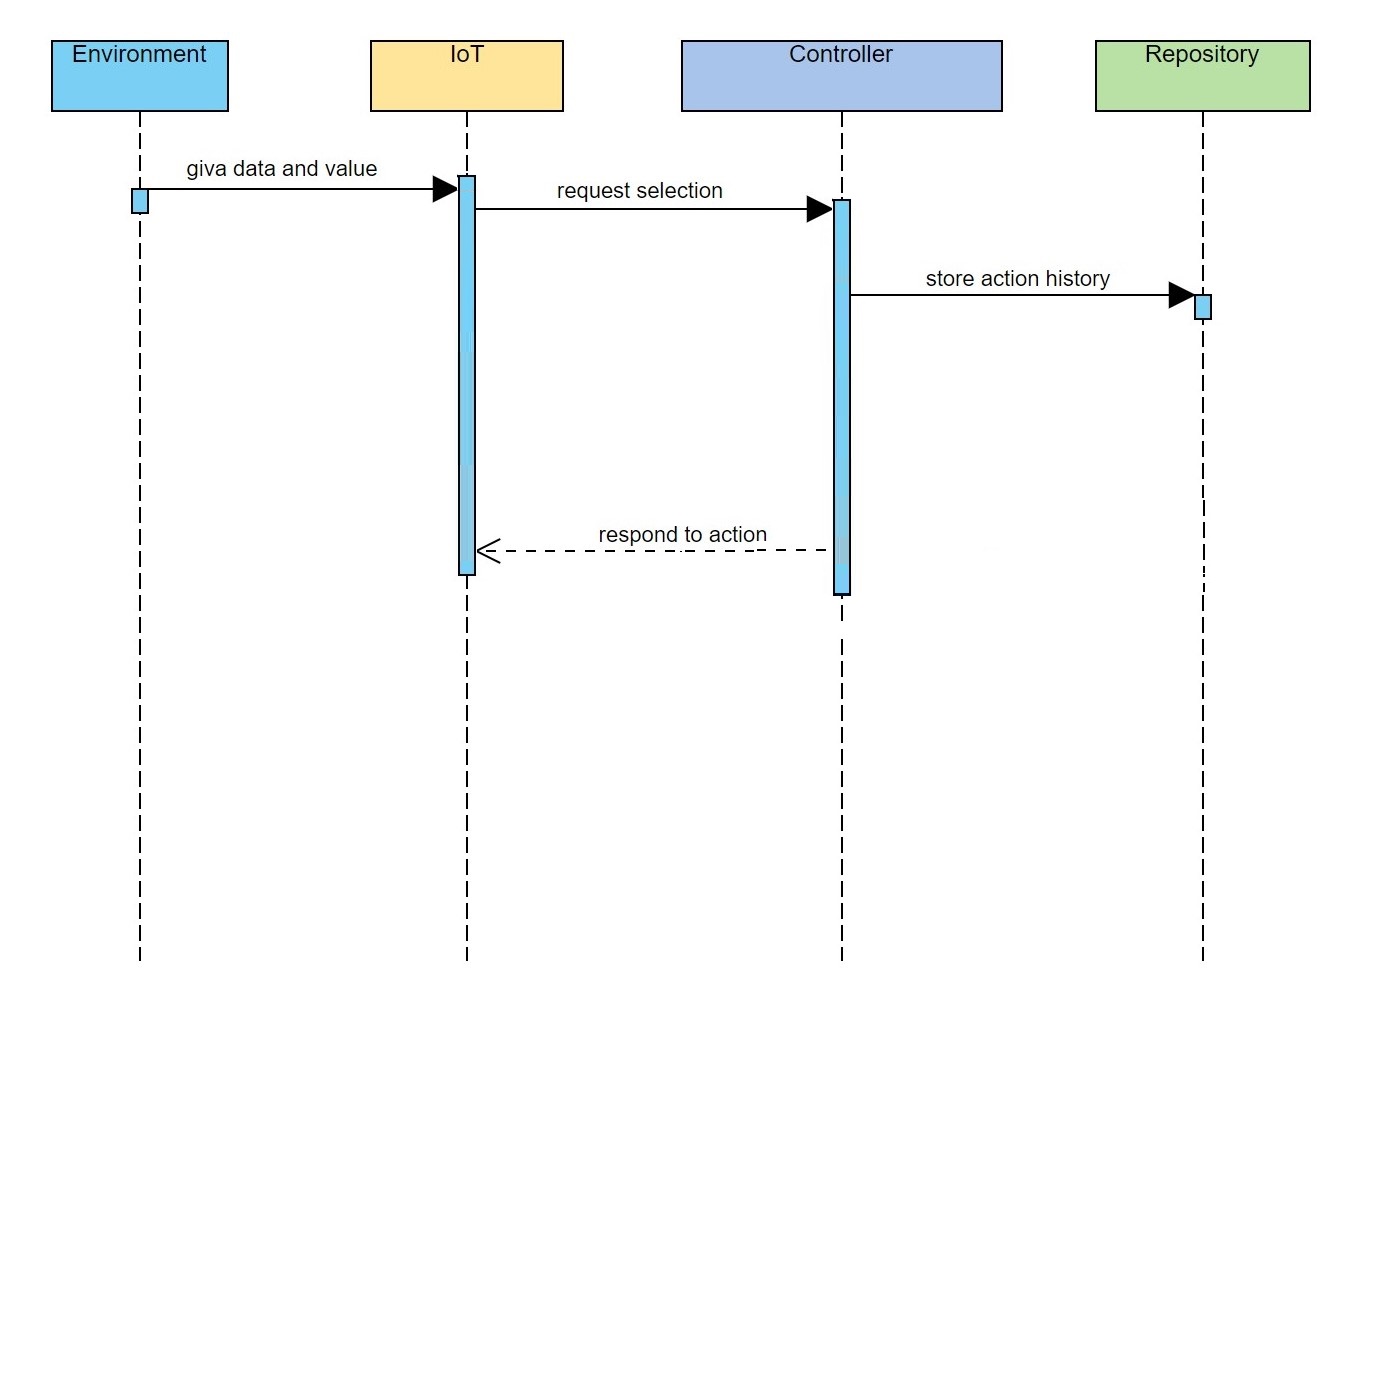 Environment
IoT
Controller
Repository
giva data and value
request selection
store action history
respond to action